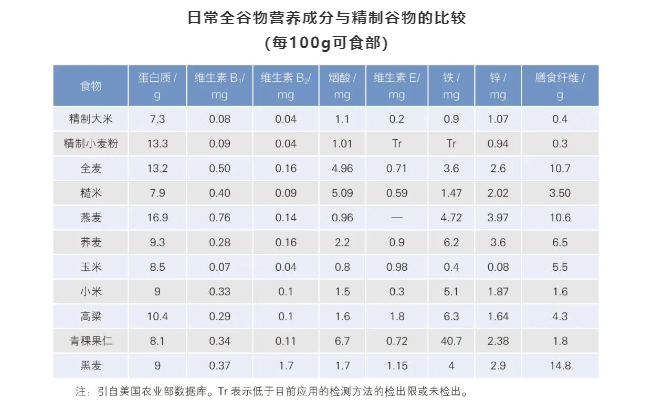 日常全谷物营养成分与精制谷物的比较
(每100g可食部)
食物 蛋白质/g 维生素 B₁/mg 维生素 B₂/mg 烟酸/mg 维生素 E/mg 铁/mg 锌/mg 膳食纤维/g
精制大米 7.3 0.08 0.04 1.1 0.2 0.9 1.07 0.4
精制小麦粉 13.3 0.09 0.04 1.01 Tr Tr 0.94 0.3
全麦 13.2 0.50 0.16 4.96 0.71 3.6 2.6 10.7
糙米 7.9 0.40 0.09 5.09 0.59 1.47 2.02 3.50
燕麦 16.9 0.76 0.14 0.96 — 4.72 3.97 10.6
荞麦 9.3 0.28 0.16 2.2 0.9 6.2 3.6 6.5
玉米 8.5 0.07 0.04 0.8 0.98 0.4 0.08 5.5
小米 9 0.33 0.1 1.5 0.3 5.1 1.87 1.6
高粱 10.4 0.29 0.1 1.6 1.8 6.3 1.64 4.3
青稞果仁 8.1 0.34 0.11 6.7 0.72 40.7 2.38 1.8
黑麦 9 0.37 1.7 1.7 1.15 4 2.9 14.8
注：引自美国农业部数据库。Tr 表示低于目前应用的检测方法的检出限或未检出。